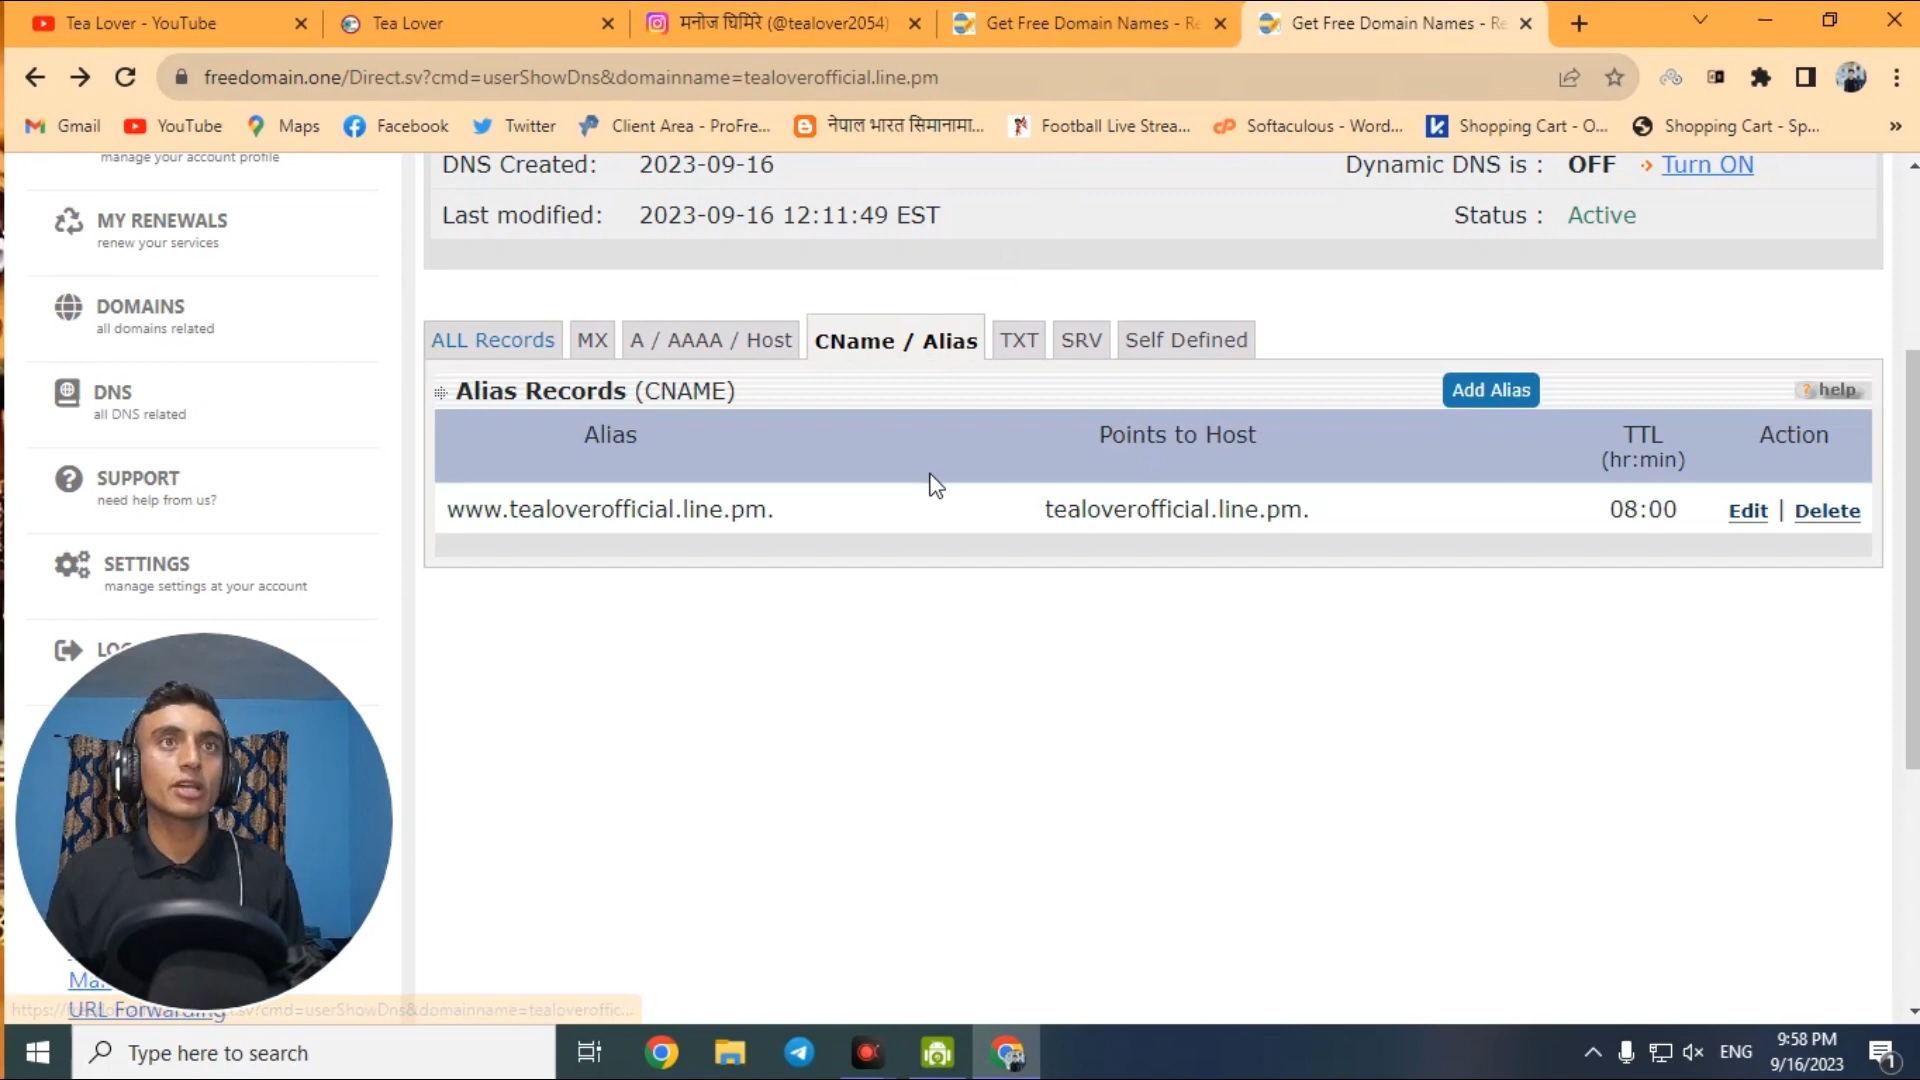 Tea Lover - YouTube
Tea Lover
मनोज घिमिरे (@tealover2054)
Get Free Domain Names - Re
Get Free Domain Names - Re
freedomain.one/Direct.sv?cmd=userShowDns&domainname=tealoverofficial.line.pm
Gmail
YouTube
Maps
Facebook
Twitter
Client Area - ProFre...
नेपाल भारत सिमानामा...
Football Live Strea...
Softaculous - Word...
Shopping Cart - O...
Shopping Cart - Sp...
manage your account profile
MY RENEWALS
renew your services
DOMAINS
all domains related
DNS
all DNS related
SUPPORT
need help from us?
SETTINGS
manage settings at your account
URL Forwarding
DNS Created: 2023-09-16
Dynamic DNS is : OFF Turn ON
Last modified: 2023-09-16 12:11:49 EST
Status : Active
ALL Records
MX
A / AAAA / Host
CName / Alias
TXT
SRV
Self Defined
Alias Records (CNAME)
Add Alias
? help
Alias
Points to Host
TTL
(hr:min)
Action
www.tealoverofficial.line.pm.
tealoverofficial.line.pm.
08:00
Edit | Delete
Type here to search
ENG
9:58 PM
9/16/2023
1